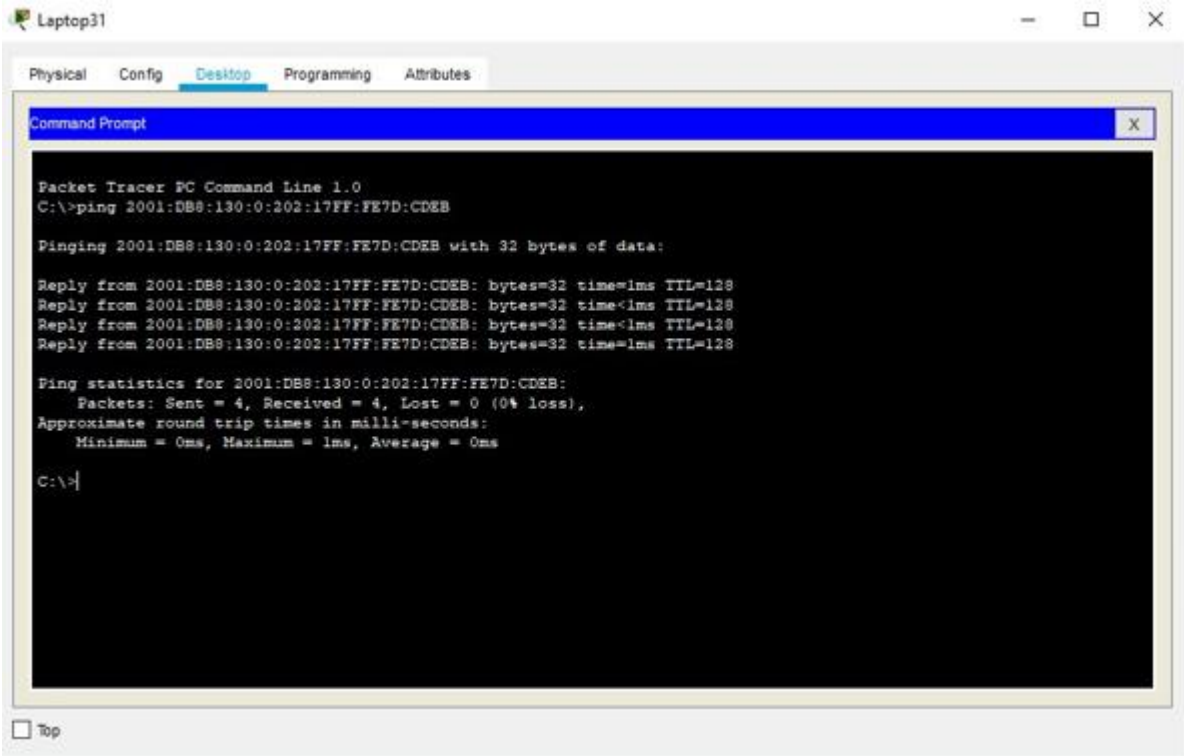 Laptop31
Physical Config Desktop Programming Attributes
Command Prompt
X
Packet Tracer PC Command Line 1.0
C:\>ping 2001:DB8:130:0:202:17FF:FE7D:CDEB
Pinging 2001:DB8:130:0:202:17FF:FE7D:CDEB with 32 bytes of data:
Reply from 2001:DB8:130:0:202:17FF:FE7D:CDEB: bytes=32 time=1ms TTL=128
Reply from 2001:DB8:130:0:202:17FF:FE7D:CDEB: bytes=32 time<1ms TTL=128
Reply from 2001:DB8:130:0:202:17FF:FE7D:CDEB: bytes=32 time<1ms TTL=128
Reply from 2001:DB8:130:0:202:17FF:FE7D:CDEB: bytes=32 time=1ms TTL=128
Ping statistics for 2001:DB8:130:0:202:17FF:FE7D:CDEB:
Packets: Sent = 4, Received = 4, Lost = 0 (0% loss),
Approximate round trip times in milli-seconds:
Minimum = 0ms, Maximum = 1ms, Average = 0ms
C:\>
Top